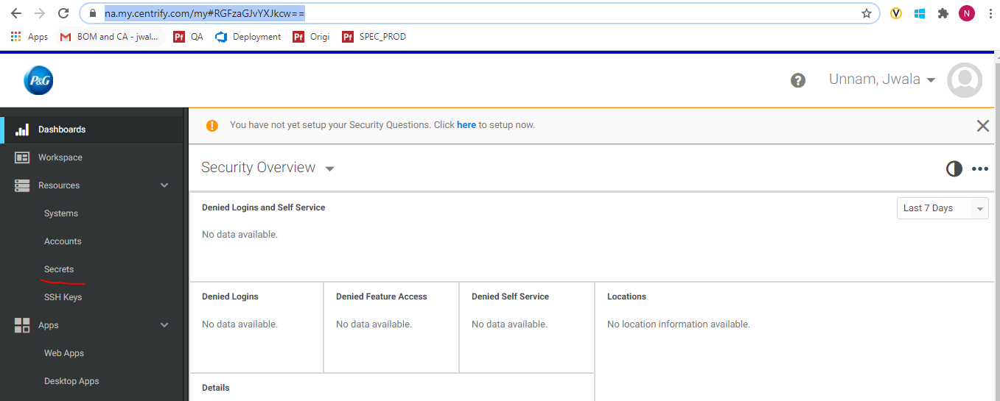 na.my.centrify.com/my#RGFzaGJvYXJkcw==
V
N
Apps
BOM and CA - jwal...
Pf QA
Deployment
Pf Origi
Pf SPEC_PROD
P&G
?
Unnam, Jwala
Dashboards
! You have not yet setup your Security Questions. Click here to setup now.
Workspace
Security Overview
Resources
Systems
Denied Logins and Self Service
Last 7 Days
No data available.
Accounts
Secrets
SSH Keys
Denied Logins
No data available.
Denied Feature Access
No data available.
Denied Self Service
No data available.
Locations
No location information available.
Apps
Web Apps
Desktop Apps
Details